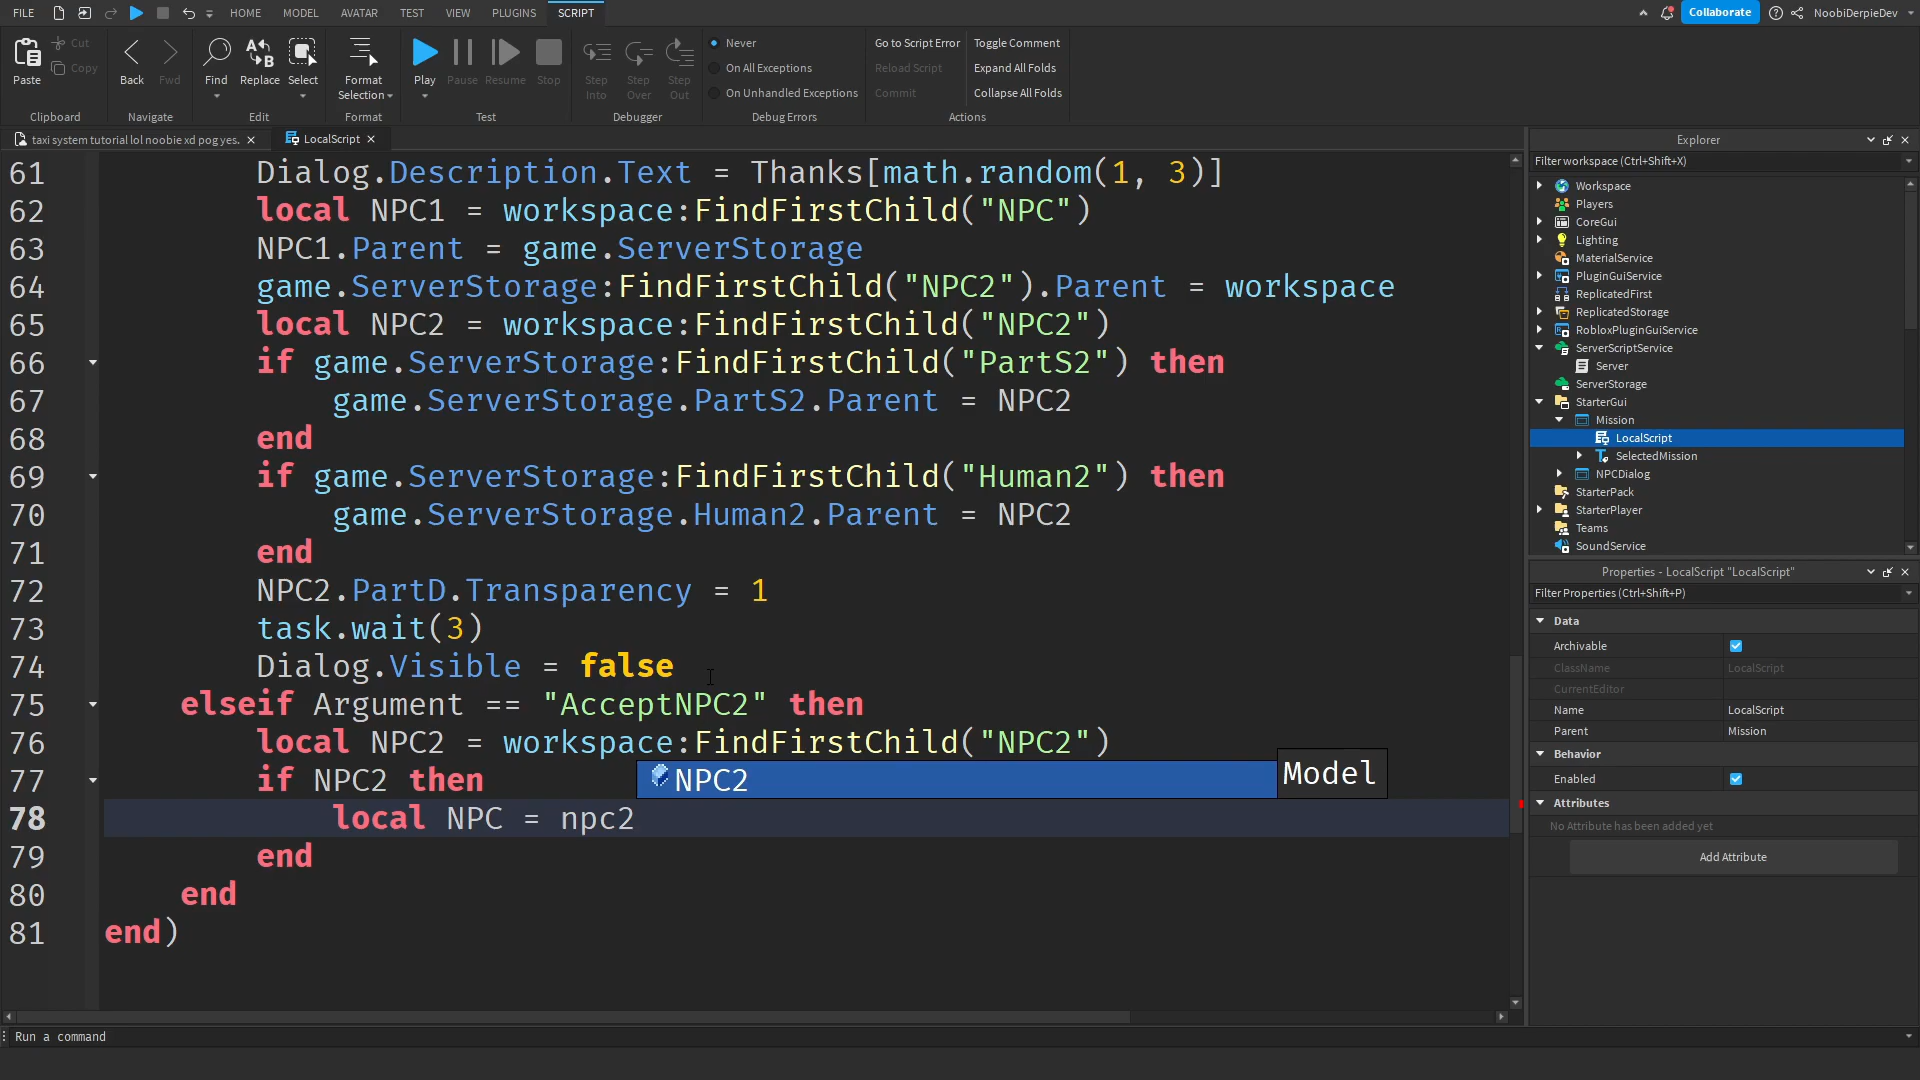 FILE HOME MODEL AVATAR TEST VIEW PLUGINS SCRIPT Collaborate NoobiDerpieDev
Paste Cut Copy Back Fwd Find Replace Select Format Selection Play Pause Resume Stop Step Into Step Over Step Out
Never
On All Exceptions
On Unhandled Exceptions
Go to Script Error
Reload Script
Commit
Toggle Comment
Expand All Folds
Collapse All Folds
Clipboard Navigate Edit Format Test Debugger Debug Errors Actions
taxi system tutorial lol noobie xd pog yes. LocalScript
61 Dialog.Description.Text = Thanks[math.random(1, 3)]
62 local NPC1 = workspace:FindFirstChild("NPC")
63 NPC1.Parent = game.ServerStorage
64 game.ServerStorage:FindFirstChild("NPC2").Parent = workspace
65 local NPC2 = workspace:FindFirstChild("NPC2")
66 if game.ServerStorage:FindFirstChild("PartS2") then
67 game.ServerStorage.PartS2.Parent = NPC2
68 end
69 if game.ServerStorage:FindFirstChild("Human2") then
70 game.ServerStorage.Human2.Parent = NPC2
71 end
72 NPC2.PartD.Transparency = 1
73 task.wait(3)
74 Dialog.Visible = false
75 elseif Argument == "AcceptNPC2" then
76 local NPC2 = workspace:FindFirstChild("NPC2")
77 if NPC2 then
NPC2 Model
78 local NPC = npc2
79 end
80 end
81 end)
Run a command
Explorer
Filter workspace (Ctrl+Shift+X)
Workspace
Players
CoreGui
Lighting
MaterialService
PluginGuiService
ReplicatedFirst
ReplicatedStorage
RobloxPluginGuiService
ServerScriptService
Server
ServerStorage
StarterGui
Mission
LocalScript
SelectedMission
NPCDialog
StarterPack
StarterPlayer
Teams
SoundService
Properties - LocalScript "LocalScript"
Filter Properties (Ctrl+Shift+P)
Data
Archivable
ClassName LocalScript
CurrentEditor
Name LocalScript
Parent Mission
Behavior
Enabled
Attributes
No Attribute has been added yet
Add Attribute